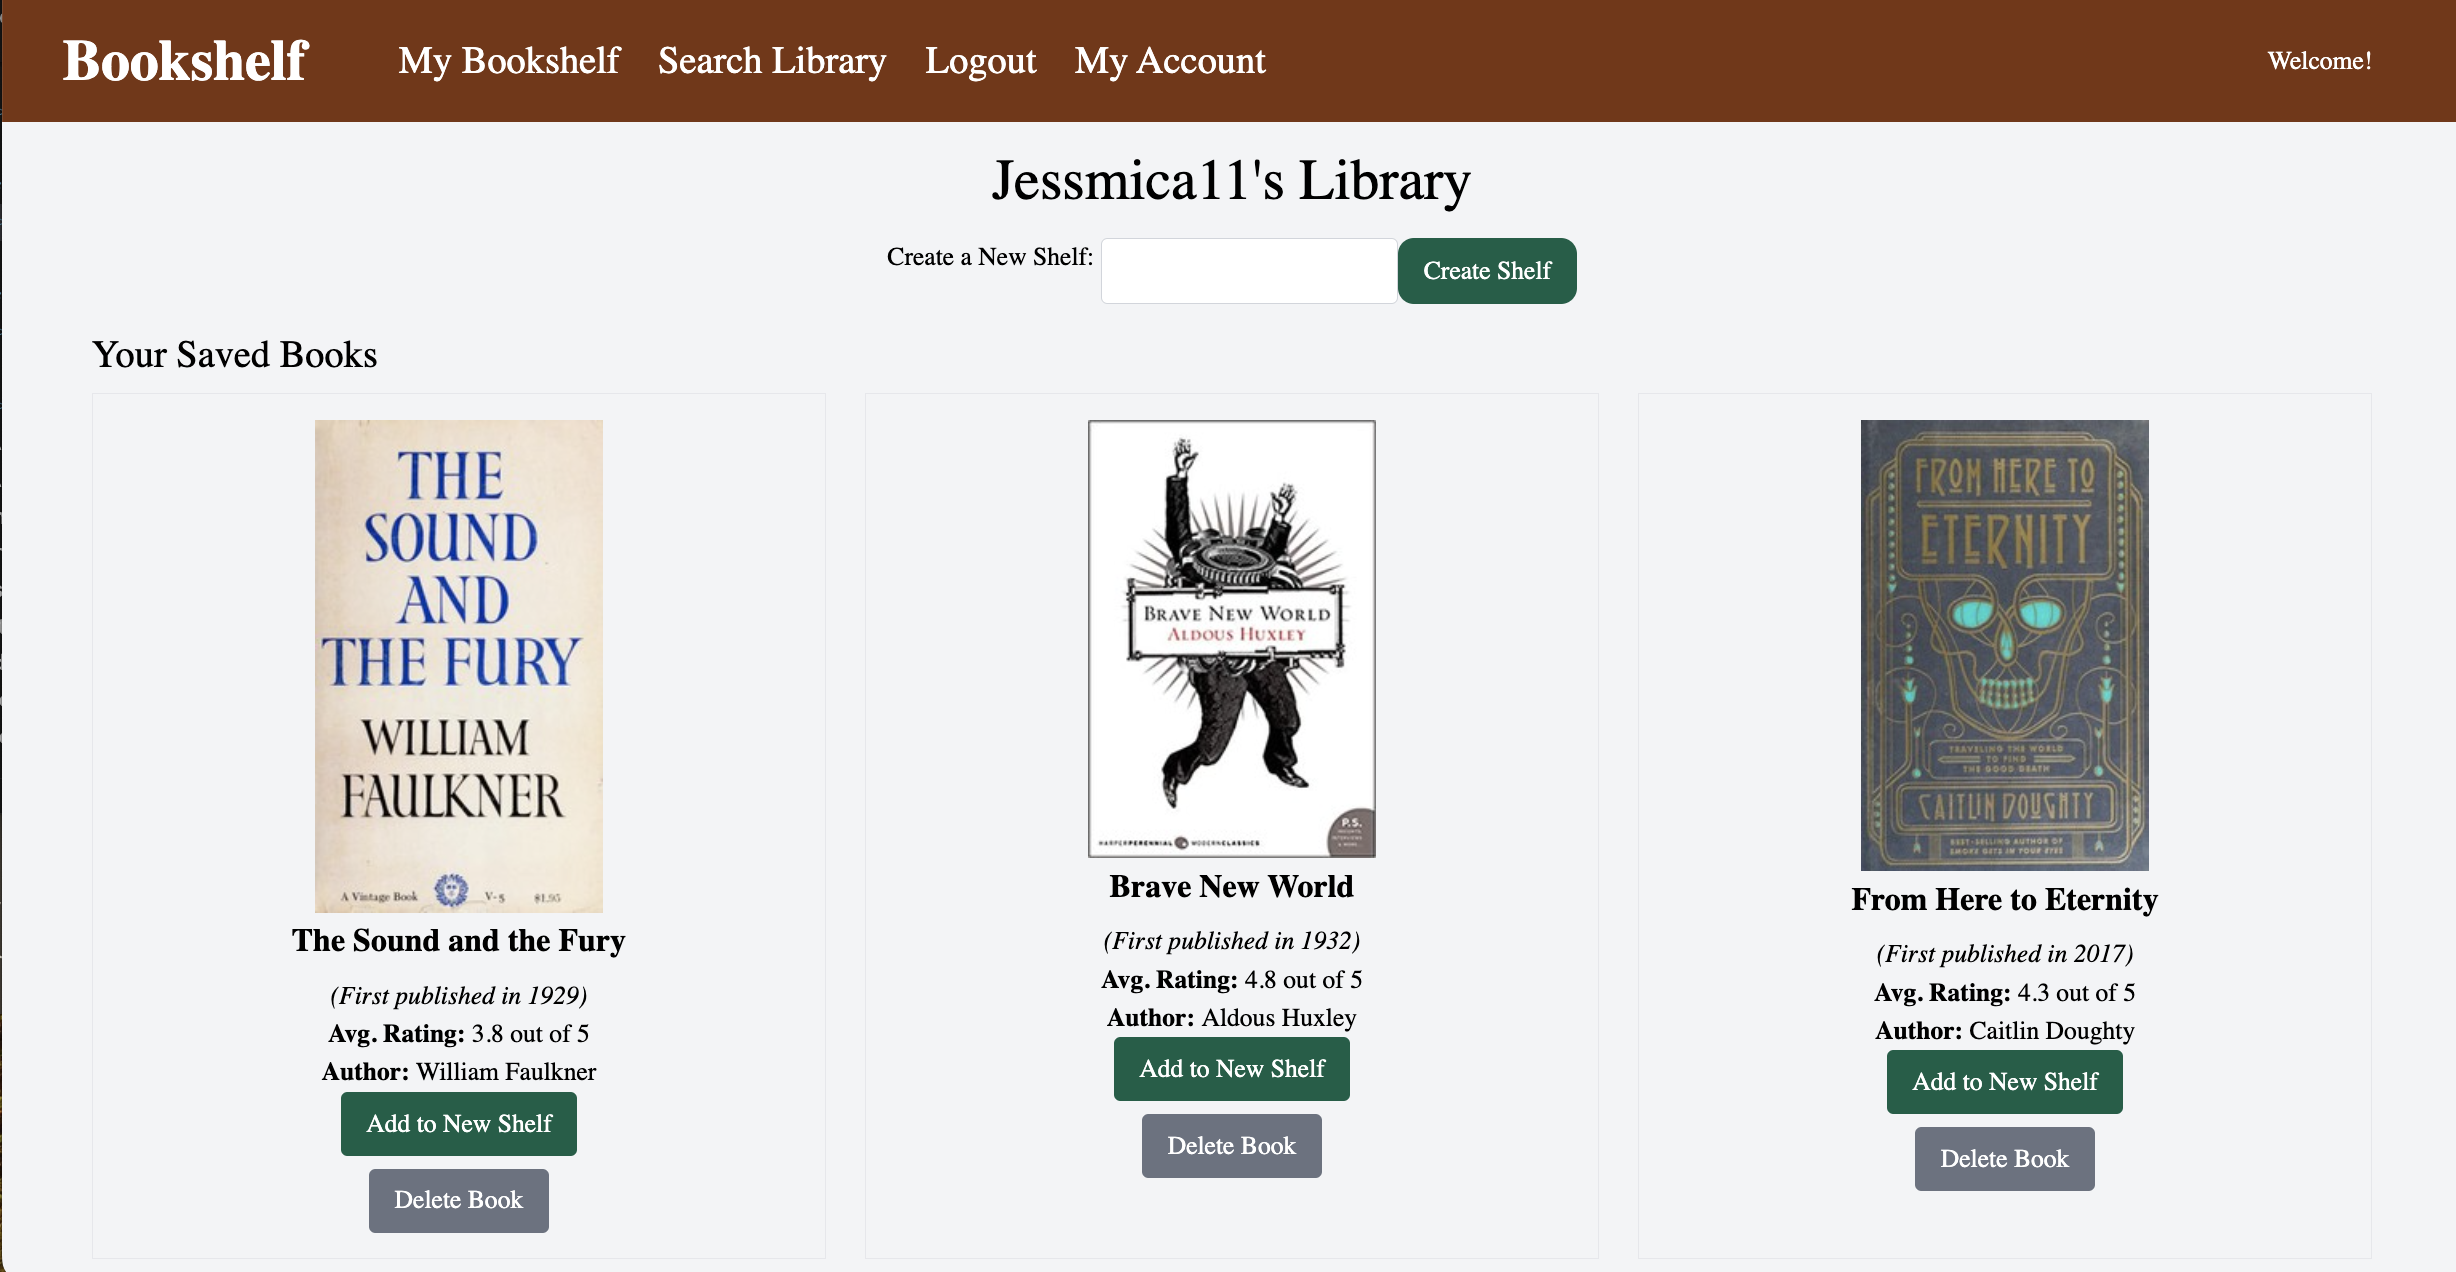 Bookshelf My Bookshelf Search Library Logout My Account Welcome!
Jessmica11's Library
Create a New Shelf: Create Shelf
Your Saved Books
THE
SOUND
AND
THE FURY
WILLIAM
FAULKNER
A Vintage Book V-5 $1.95
The Sound and the Fury
(First published in 1929)
Avg. Rating: 3.8 out of 5
Author: William Faulkner
Add to New Shelf
Delete Book
BRAVE NEW WORLD
ALDOUS HUXLEY
P.S.
HARPERPERENNIAL MODERNCLASSICS
Brave New World
(First published in 1932)
Avg. Rating: 4.8 out of 5
Author: Aldous Huxley
Add to New Shelf
Delete Book
FROM HERE TO
ETERNITY
TRAVELING THE WORLD
TO FIND
THE GOOD DEATH
CAITLIN DOUGHTY
BEST-SELLING AUTHOR OF
SMOKE GETS IN YOUR EYES
From Here to Eternity
(First published in 2017)
Avg. Rating: 4.3 out of 5
Author: Caitlin Doughty
Add to New Shelf
Delete Book